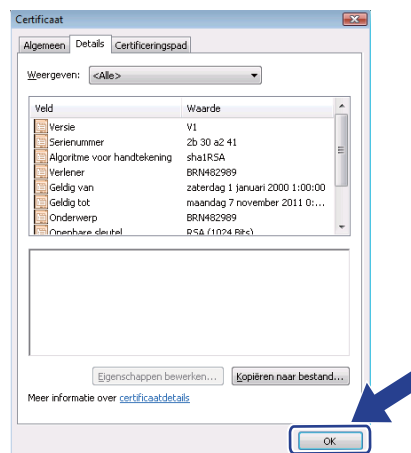 Certificaat
Algemeen Details Certificeringspad
Weergeven: <Alle>
Veld Waarde
Versie V1
Serienummer 2b 30 a2 41
Algoritme voor handtekening sha1RSA
Verlener BRN482989
Geldig van zaterdag 1 januari 2000 1:00:00
Geldig tot maandag 7 november 2011 0:...
Onderwerp BRN482989
Openbare sleutel RSA (1024 Bits)
Eigenschappen bewerken... Kopiëren naar bestand...
Meer informatie over certificaatdetails
OK